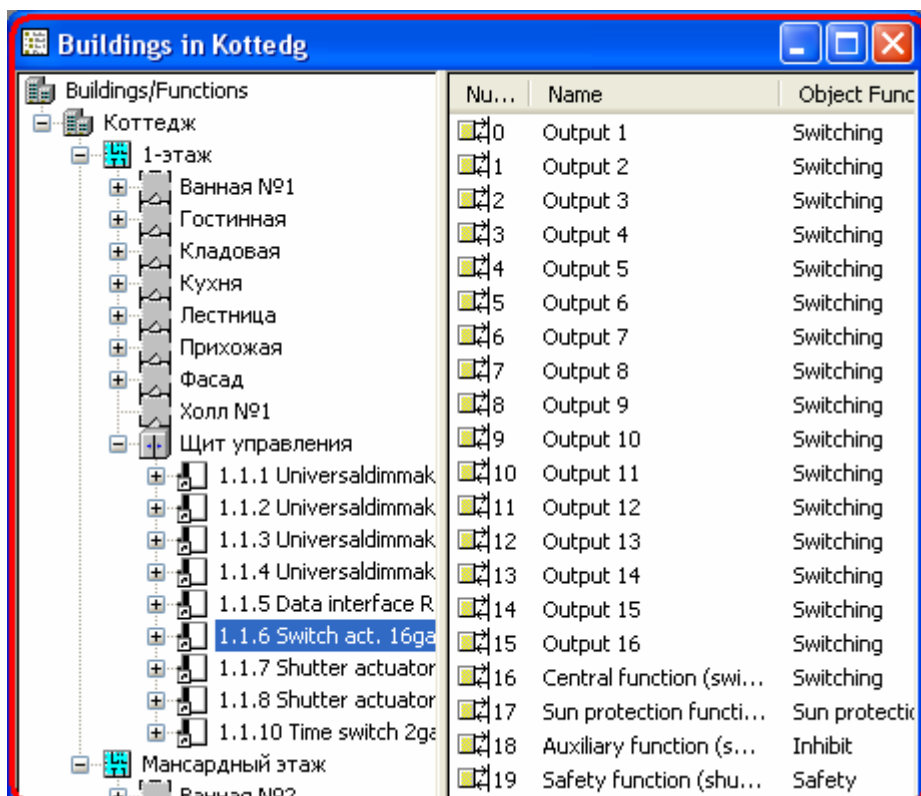 Buildings in Kottedg
Buildings/Functions
Коттедж
1-этаж
Ванная №1
Гостинная
Кладовая
Кухня
Лестница
Прихожая
Фасад
Холл №1
Щит управления
1.1.1 Universaldimmak
1.1.2 Universaldimmak
1.1.3 Universaldimmak
1.1.4 Universaldimmak
1.1.5 Data interface R
1.1.6 Switch act. 16ga
1.1.7 Shutter actuator
1.1.8 Shutter actuator
1.1.10 Time switch 2ga
Мансардный этаж
Ванная №2
Nu... Name Object Func
0 Output 1 Switching
1 Output 2 Switching
2 Output 3 Switching
3 Output 4 Switching
4 Output 5 Switching
5 Output 6 Switching
6 Output 7 Switching
7 Output 8 Switching
8 Output 9 Switching
9 Output 10 Switching
10 Output 11 Switching
11 Output 12 Switching
12 Output 13 Switching
13 Output 14 Switching
14 Output 15 Switching
15 Output 16 Switching
16 Central function (swi... Switching
17 Sun protection functi... Sun protectio
18 Auxiliary function (s... Inhibit
19 Safety function (shu... Safety